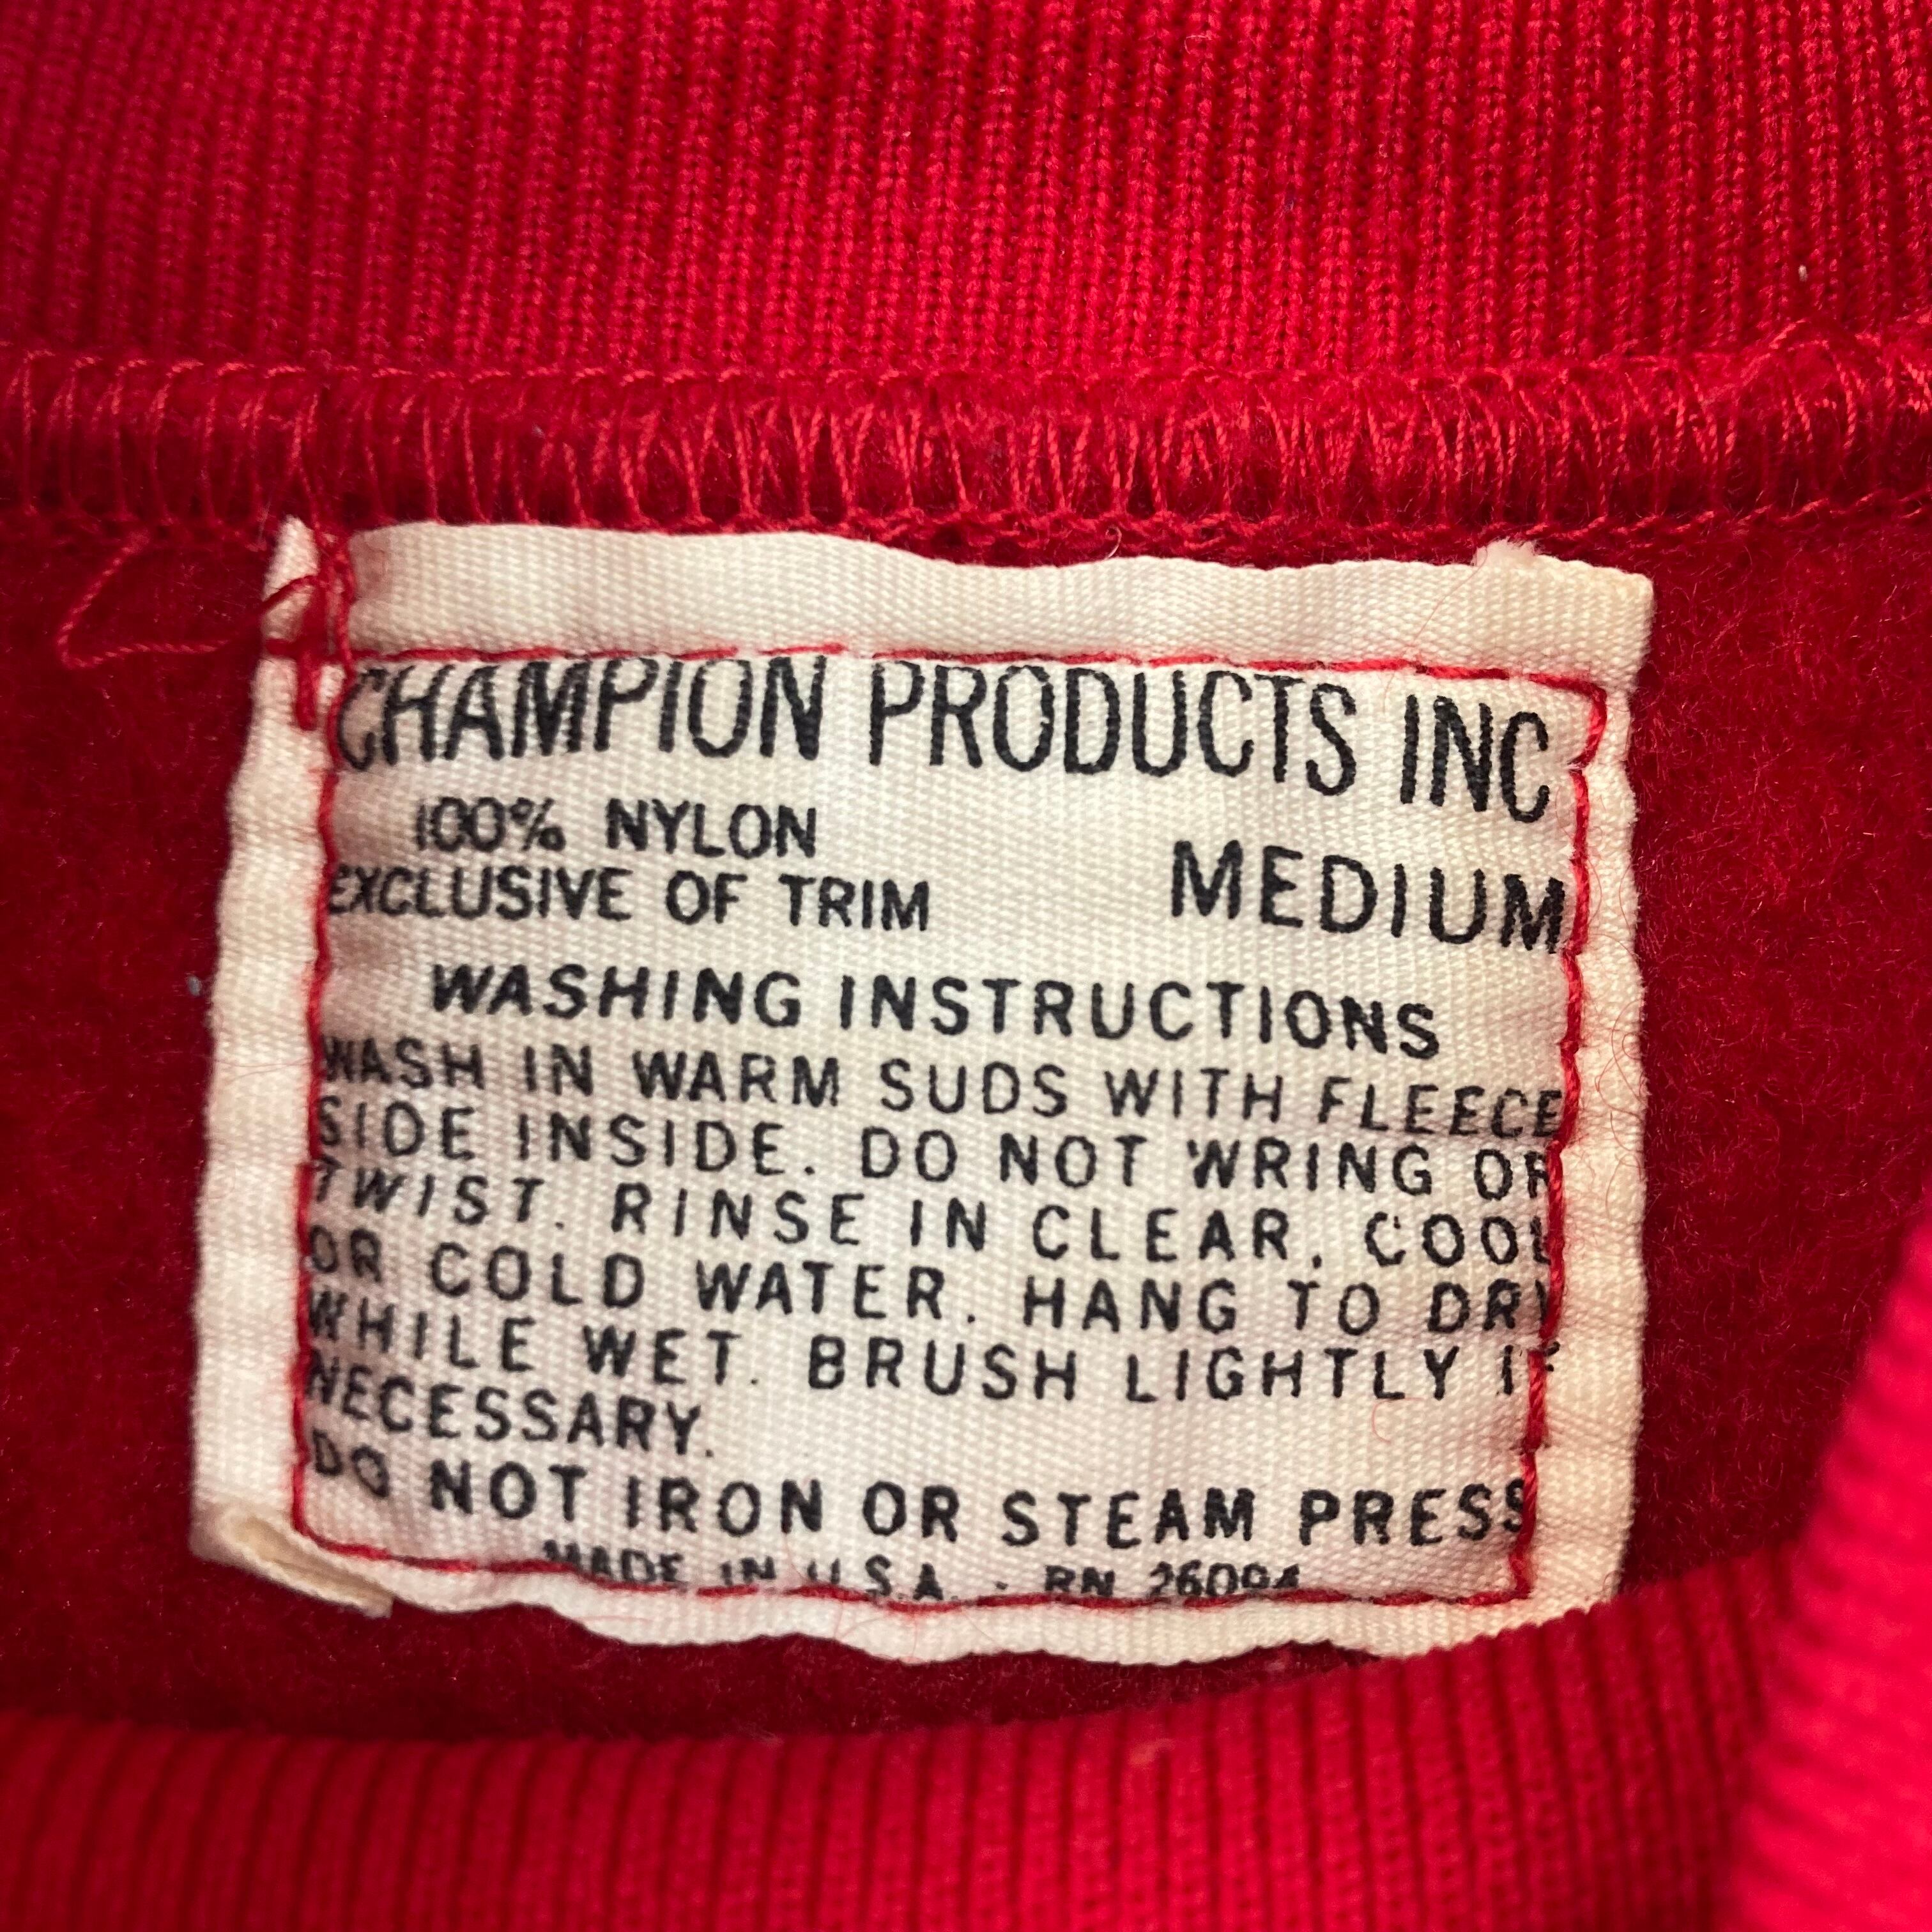 CHAMPION PRODUCTS INC
100% NYLON
EXCLUSIVE OF TRIM
MEDIUM
WASHING INSTRUCTIONS
WASH IN WARM SUDS WITH FLEECE
SIDE INSIDE. DO NOT WRING OR
TWIST. RINSE IN CLEAR, COOL
OR COLD WATER. HANG TO DRY
WHILE WET. BRUSH LIGHTLY IF
NECESSARY.
DO NOT IRON OR STEAM PRESS
MADE IN U.S.A. · RN 26094